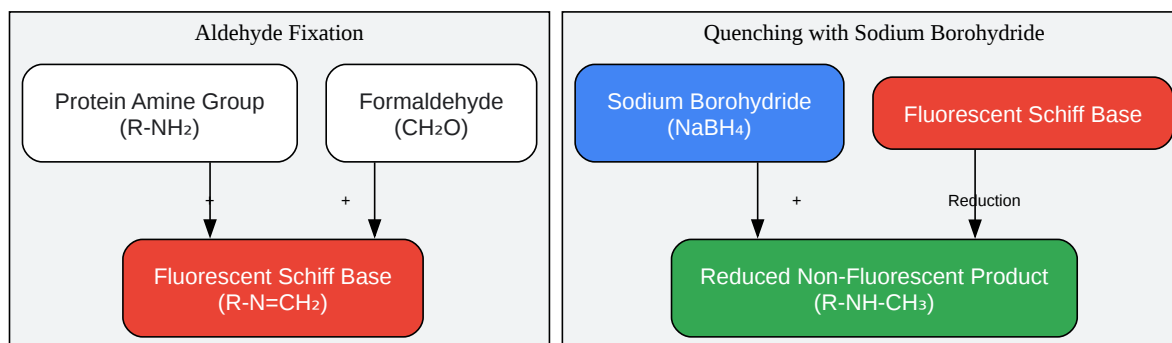 Aldehyde Fixation
Protein Amine Group
(R-NH₂)
Formaldehyde
(CH₂O)
+
+
Fluorescent Schiff Base
(R-N=CH₂)
Quenching with Sodium Borohydride
Sodium Borohydride
(NaBH₄)
Fluorescent Schiff Base
+
Reduction
Reduced Non-Fluorescent Product
(R-NH-CH₃)